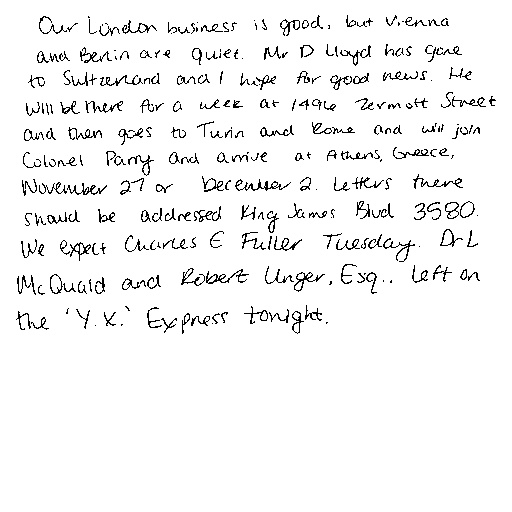 Our London business is good, but Vienna
and Berlin are quiet. Mr D Lloyd has gone
to Switzerland and I hope for good news. He
will be there for a week at 1496 Zermott Street
and then goes to Turin and Rome and will join
Colonel Parry and arrive at Athens, Greece,
November 27 or December 2. Letters there
should be addressed King James Blvd 3580.
We expect Charles E Fuller Tuesday. Dr L
McQuaid and Robert Unger, Esq., left on
the 'Y.X.' Express tonight.